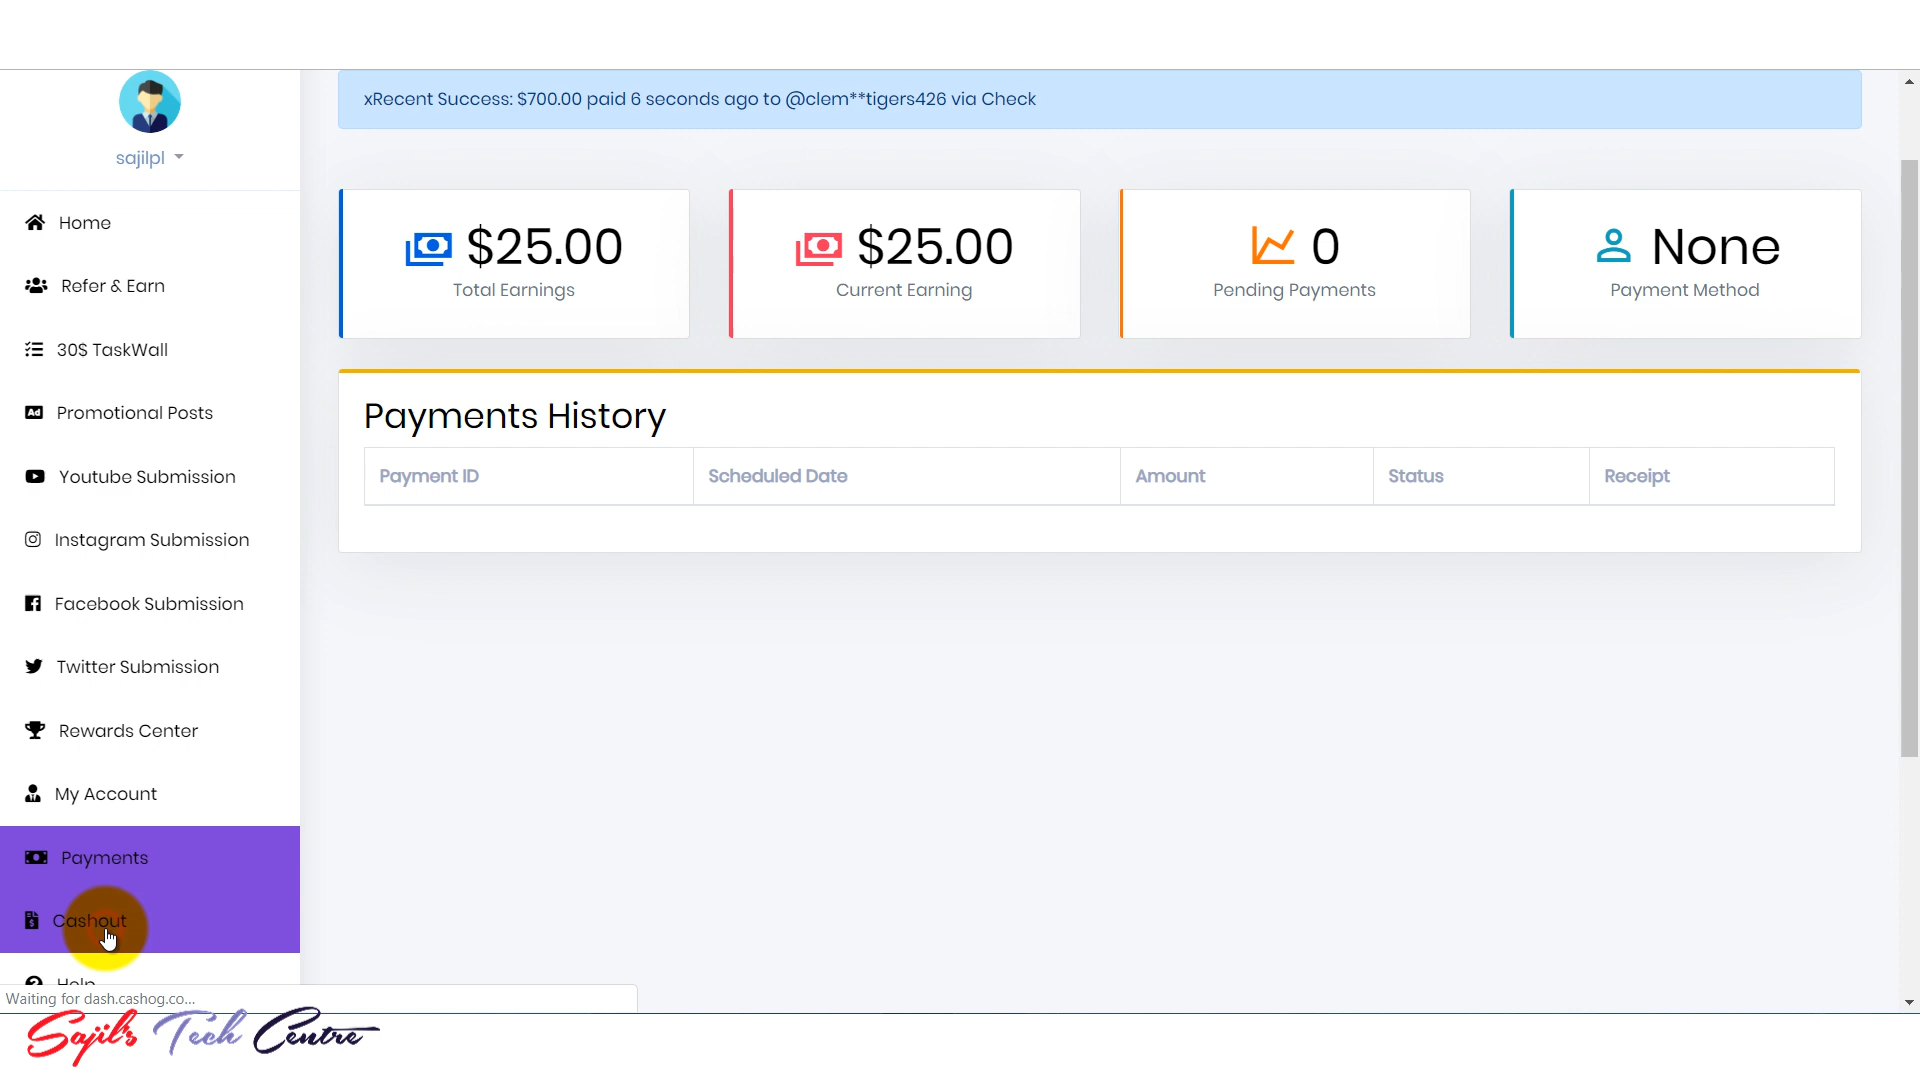 xRecent Success: $700.00 paid 6 seconds ago to @clem**tigers426 via Check
sajilpl
Home
Refer & Earn
30$ TaskWall
Promotional Posts
Youtube Submission
Instagram Submission
Facebook Submission
Twitter Submission
Rewards Center
My Account
Payments
Cashout
Help
$25.00
Total Earnings
$25.00
Current Earning
0
Pending Payments
None
Payment Method
Payments History
Payment ID Scheduled Date Amount Status Receipt
Waiting for dash.cashog.co...
Sajil's Tech Centre